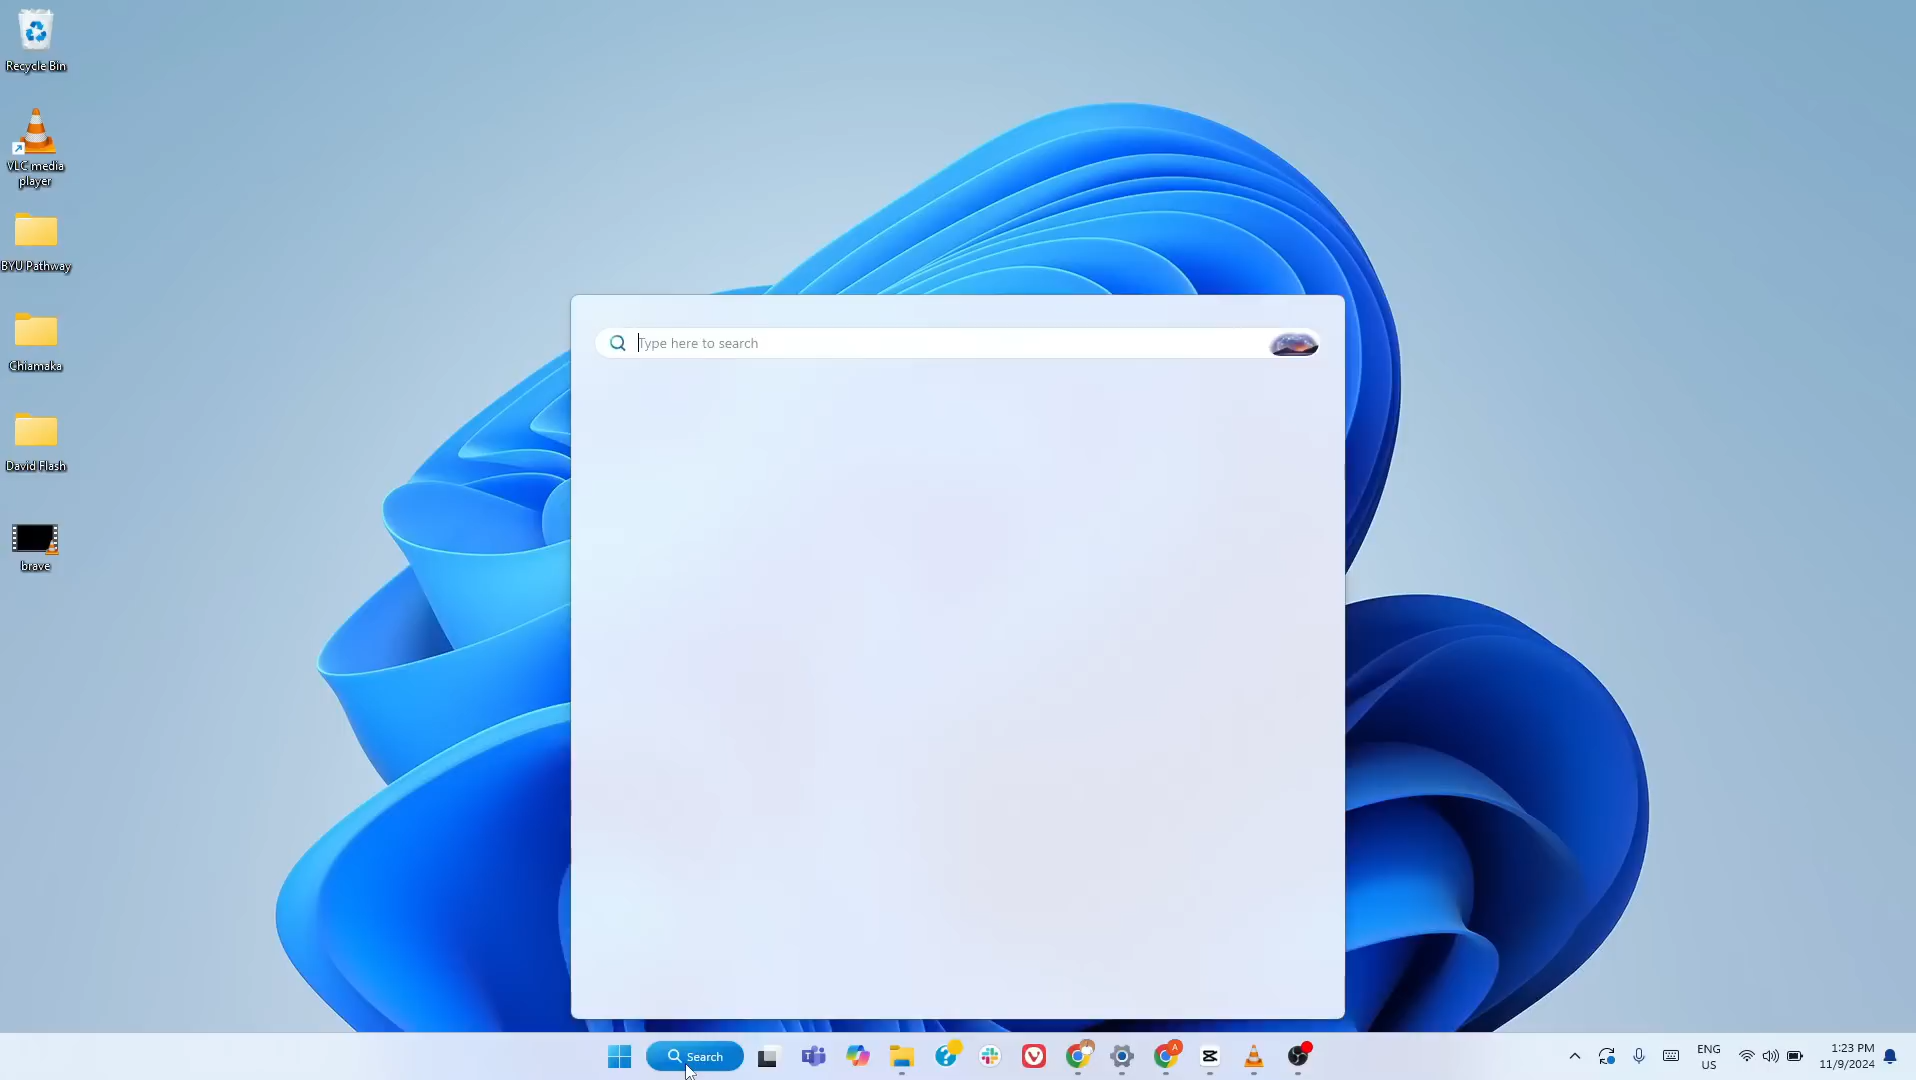 Recycle Bin
VLC media
player
BYU Pathway
Chiamaka
David Flash
brave
Type here to search
Search
ENG
US
1:23 PM
11/9/2024